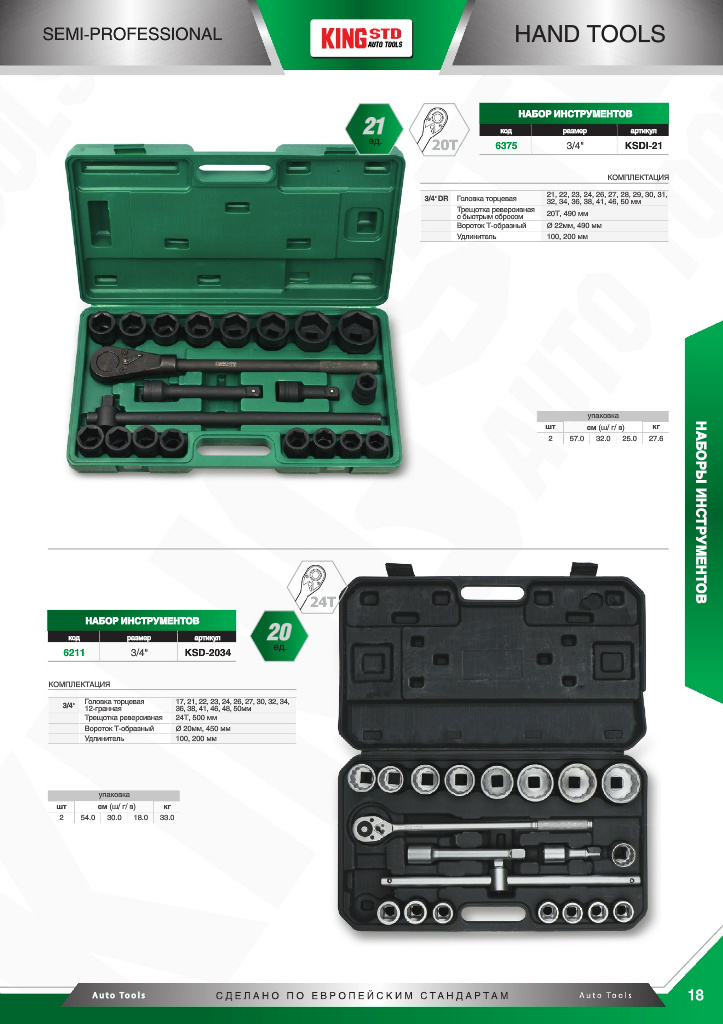 SEMI-PROFESSIONAL
KING STD
AUTO TOOLS
HAND TOOLS
21
ед.
20T
НАБОР ИНСТРУМЕНТОВ
код размер артикул
6375 3/4" KSDI-21
КОМПЛЕКТАЦИЯ
3/4" DR Головка торцевая 21, 22, 23, 24, 26, 27, 28, 29, 30, 31,
32, 34, 36, 38, 41, 46, 50 мм
Трещотка реверсивная
с быстрым сбросом 20Т, 490 мм
Вороток Т-образный Ø 22мм, 490 мм
Удлинитель 100, 200 мм
упаковка
шт см (ш/ г/ в) кг
2 57.0 32.0 25.0 27.6
НАБОРЫ ИНСТРУМЕНТОВ
24T
20
ед.
НАБОР ИНСТРУМЕНТОВ
код размер артикул
6211 3/4" KSD-2034
КОМПЛЕКТАЦИЯ
3/4" Головка торцевая
12-гранная 17, 21, 22, 23, 24, 26, 27, 30, 32, 34,
36, 38, 41, 46, 48, 50мм
Трещотка реверсивная 24Т, 500 мм
Вороток Т-образный Ø 20мм, 450 мм
Удлинитель 100, 200 мм
упаковка
шт см (ш/ г/ в) кг
2 54.0 30.0 18.0 33.0
Auto Tools
СДЕЛАНО ПО ЕВРОПЕЙСКИМ СТАНДАРТАМ
Auto Tools
18